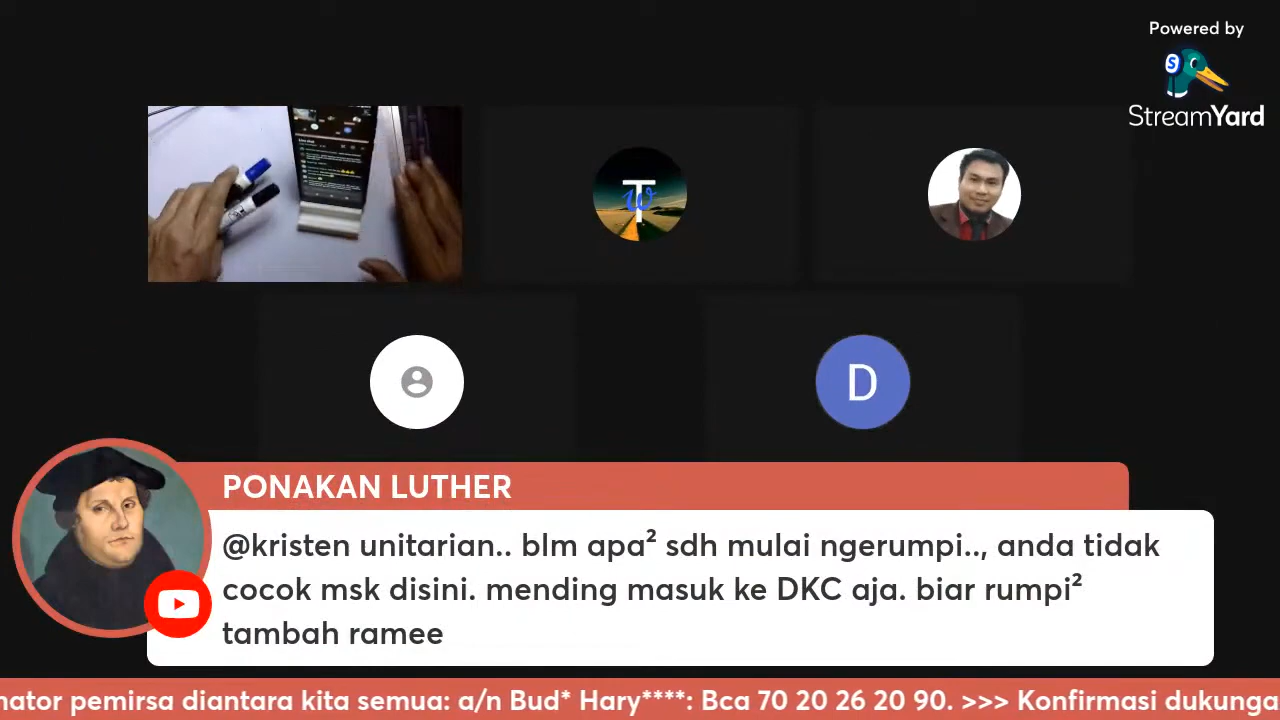 Powered by
S
StreamYard
T
w
D
PONAKAN LUTHER
@kristen unitarian.. blm apa² sdh mulai ngerumpi.., anda tidak
cocok msk disini. mending masuk ke DKC aja. biar rumpi²
tambah ramee
nator pemirsa diantara kita semua: a/n Bud* Hary****: Bca 70 20 26 20 90. >>> Konfirmasi dukunga